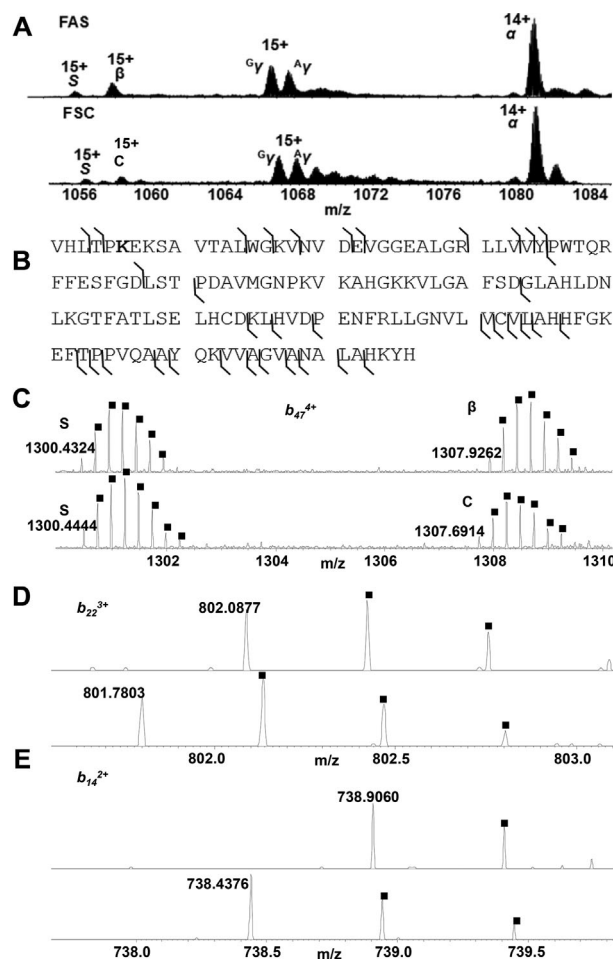 A
FAS
15+
S
15+
β
15+
Gγ
Aγ
14+
α
FSC
15+
S
15+
C
15+
Gγ
Aγ
14+
α
1056 1060 1064 1068 1072 1080 1084
m/z
B
VHLTPKEKSA VTALWGKVNV DEVGGEALGR LLVVYPWTQR
FFESFGDLST PDAVMGNPKV KAHGKKVLGA FSDGLAHLDN
LKGTFATLSE LHCDKLHVDP ENFRLLGNVL VCVLAHHFGK
EFTPPVQAAY QKVVAGVANA LAHKYH
C
S
1300.4324
b47 4+
β
1307.9262
S
1300.4444
C
1307.6914
1302 1304 1306 1308 1310
m/z
D
b22 3+
802.0877
801.7803
802.0 m/z 802.5 803.0
E
b14 2+
738.9060
738.4376
738.0 738.5 m/z 739.0 739.5